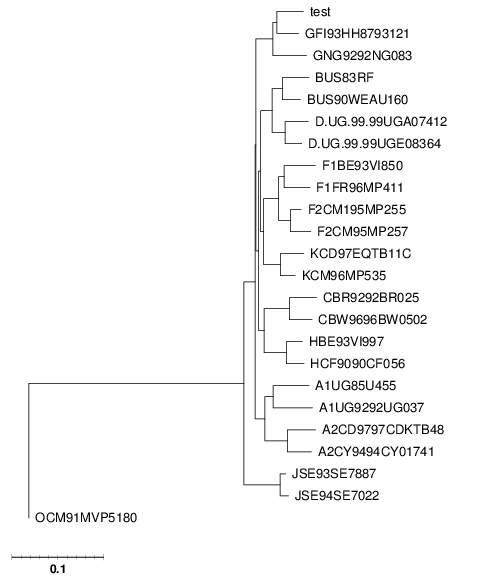 test
GFI93HH8793121
GNG9292NG083
BUS83RF
BUS90WEAU160
D.UG.99.99UGA07412
D.UG.99.99UGE08364
F1BE93VI850
F1FR96MP411
F2CM195MP255
F2CM95MP257
KCD97EQTB11C
KCM96MP535
CBR9292BR025
CBW9696BW0502
HBE93VI997
HCF9090CF056
A1UG85U455
A1UG9292UG037
A2CD9797CDKTB48
A2CY9494CY01741
JSE93SE7887
JSE94SE7022
OCM91MVP5180
0.1